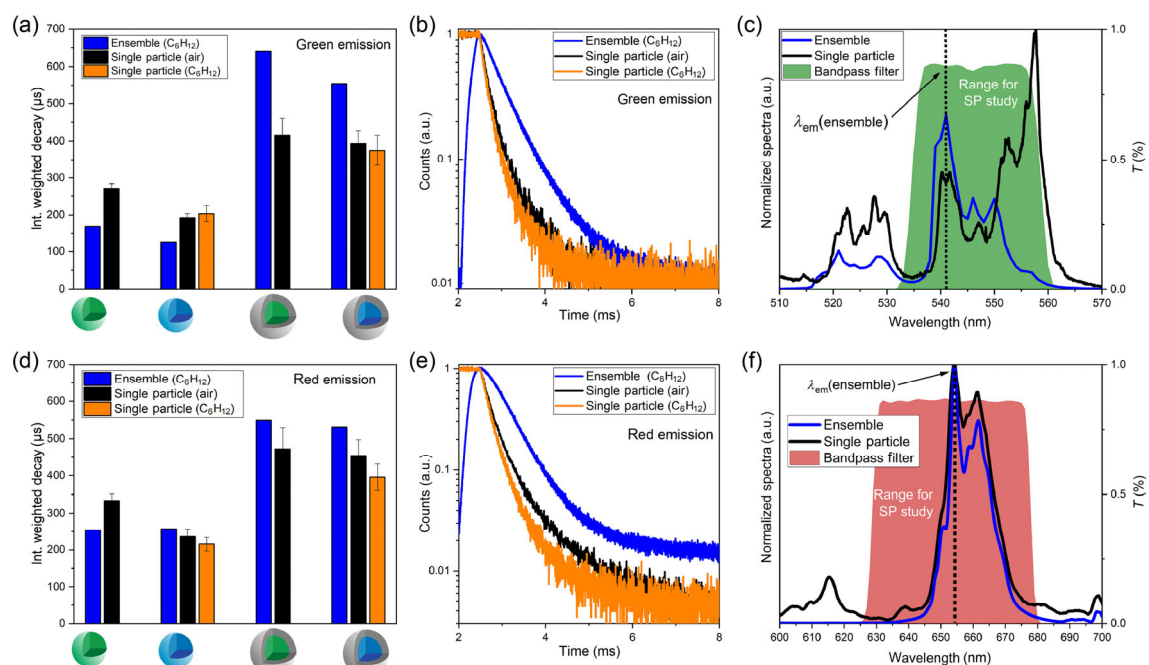 (a)
Int. weighted decay (µs)
700
600
500
400
300
200
100
0
Ensemble (C₆H₁₂)
Single particle (air)
Single particle (C₆H₁₂)
Green emission
(b)
Counts (a.u.)
1
0.1
0.01
Ensemble (C₆H₁₂)
Single particle (air)
Single particle (C₆H₁₂)
Green emission
2
4
6
8
Time (ms)
(c)
Normalized spectra (a.u.)
Ensemble
Single particle
Bandpass filter
Range for
SP study
λem(ensemble)
1.0
0.5
0.0
T (%)
510
520
530
540
550
560
570
Wavelength (nm)
(d)
Int. weighted decay (µs)
700
600
500
400
300
200
100
0
Ensemble (C₆H₁₂)
Single particle (air)
Single particle (C₆H₁₂)
Red emission
(e)
Counts (a.u.)
1
0.1
0.01
Ensemble (C₆H₁₂)
Single particle (air)
Single particle (C₆H₁₂)
Red emission
2
4
6
8
Time (ms)
(f)
Normalized spectra (a.u.)
λem(ensemble)
Ensemble
Single particle
Bandpass filter
Range for
SP study
1.0
0.5
0.0
T (%)
600
610
620
630
640
650
660
670
680
690
700
Wavelength (nm)